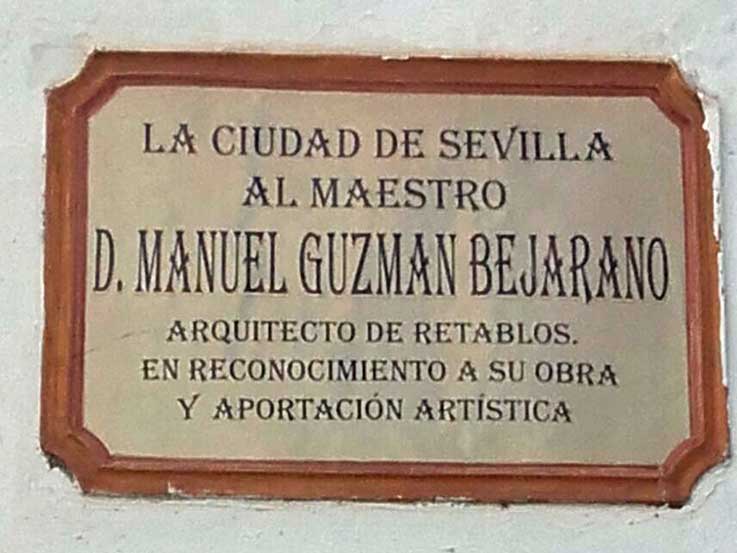 LA CIUDAD DE SEVILLA
AL MAESTRO
D. MANUEL GUZMAN BEJARANO
ARQUITECTO DE RETABLOS.
EN RECONOCIMIENTO A SU OBRA
Y APORTACIÓN ARTÍSTICA